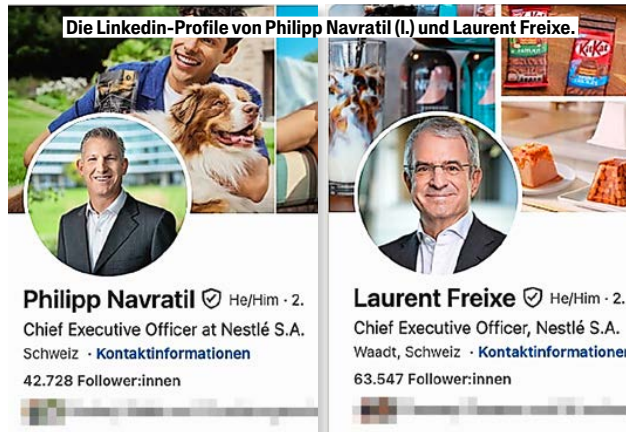 Die Linkedin-Profile von Philipp Navratil (l.) und Laurent Freixe.
KitKat
Philipp Navratil He/Him · 2.
Chief Executive Officer at Nestlé S.A.
Schweiz · Kontaktinformationen
42.728 Follower:innen
Laurent Freixe He/Him · 2.
Chief Executive Officer, Nestlé S.A.
Waadt, Schweiz · Kontaktinformationen
63.547 Follower:innen